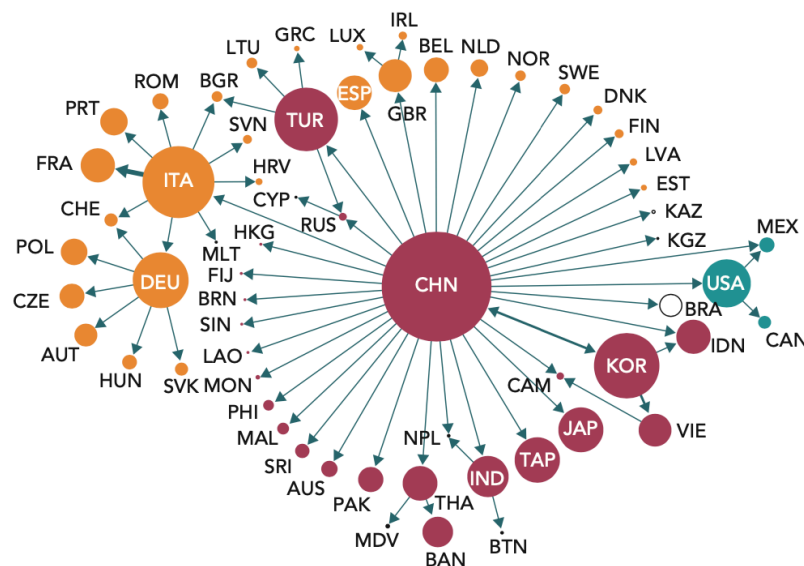 IRL
GRC
LUX
LTU
BEL
NLD
NOR
ROM
BGR
SWE
ESP
GBR
DNK
PRT
TUR
SVN
FIN
FRA
ITA
HRV
LVA
CYP
EST
CHE
RUS
KAZ
HKG
MEX
POL
MLT
KGZ
FIJ
DEU
CHN
USA
CZE
BRN
BRA
SIN
CAN
AUT
IDN
LAO
KOR
HUN
SVK
MON
CAM
PHI
VIE
MAL
NPL
JAP
SRI
TAP
AUS
IND
PAK
THA
MDV
BTN
BAN